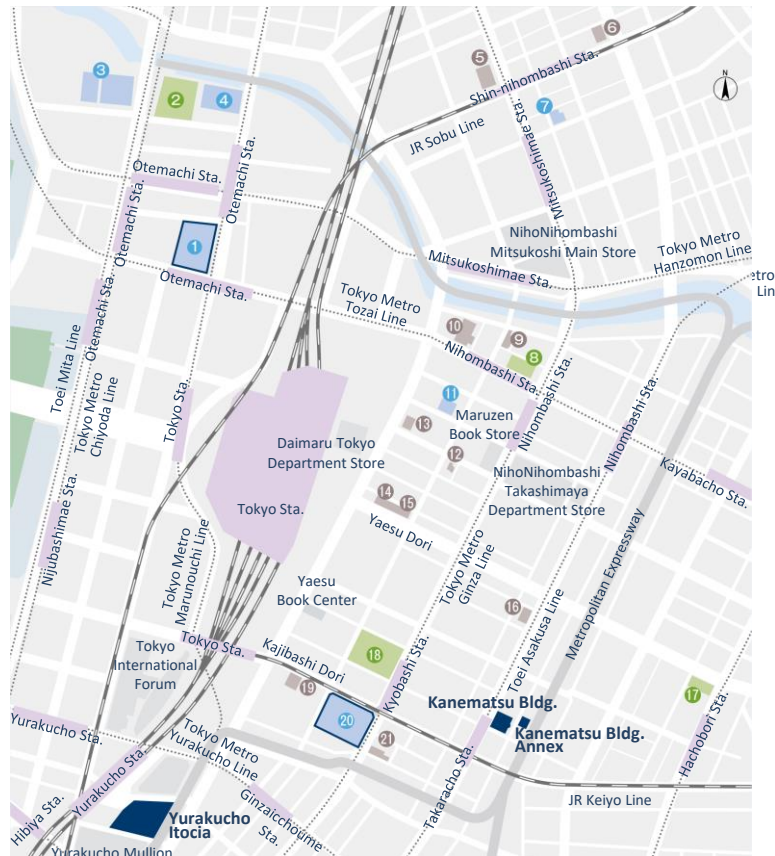 6
5
Shin-nihombashi Sta.
3
N
2
4
7
JR Sobu Line
Mitsukoshimae Sta.
Otemachi Sta.
Otemachi Sta.
Otemachi Sta.
NihoNihombashi
Mitsukoshi Main Store
1
Tokyo Metro
Hanzomon Line
Mitsukoshimae Sta.
etro
Lin
Otemachi Sta.
Otemachi Sta.
Tokyo Metro
Tozai Line
10
9
8
Nihombashi Sta.
Toei Mita Line
Tokyo Metro
Chiyoda Line
Tokyo Sta.
11
Nihombashi Sta.
Nihombashi Sta.
13
Maruzen
Book Store
Daimaru Tokyo
Department Store
12
Kayabacho Sta.
NihoNihombashi
Takashimaya
Department Store
14
15
Tokyo Sta.
Yaesu Dori
Nijubashimae Sta.
Tokyo Metro
Marunouchi Line
Tokyo Metro
Ginza Line
Metropolitan Expressway
Yaesu
Book Center
16
Toei Asakusa Line
Tokyo Sta.
Kajibashi Dori
18
Tokyo
International
Forum
Kyobashi Sta.
17
19
20
Kanematsu Bldg.
Kanematsu Bldg.
Annex
Hachobori Sta.
Yurakucho Sta.
Tokyo Metro
Yurakucho Line
21
Takaracho Sta.
Yurakucho Sta.
Ginzaicchoume
Sta.
JR Keiyo Line
Hibiya Sta.
Yurakucho
Itocia
Yurakucho Mullion